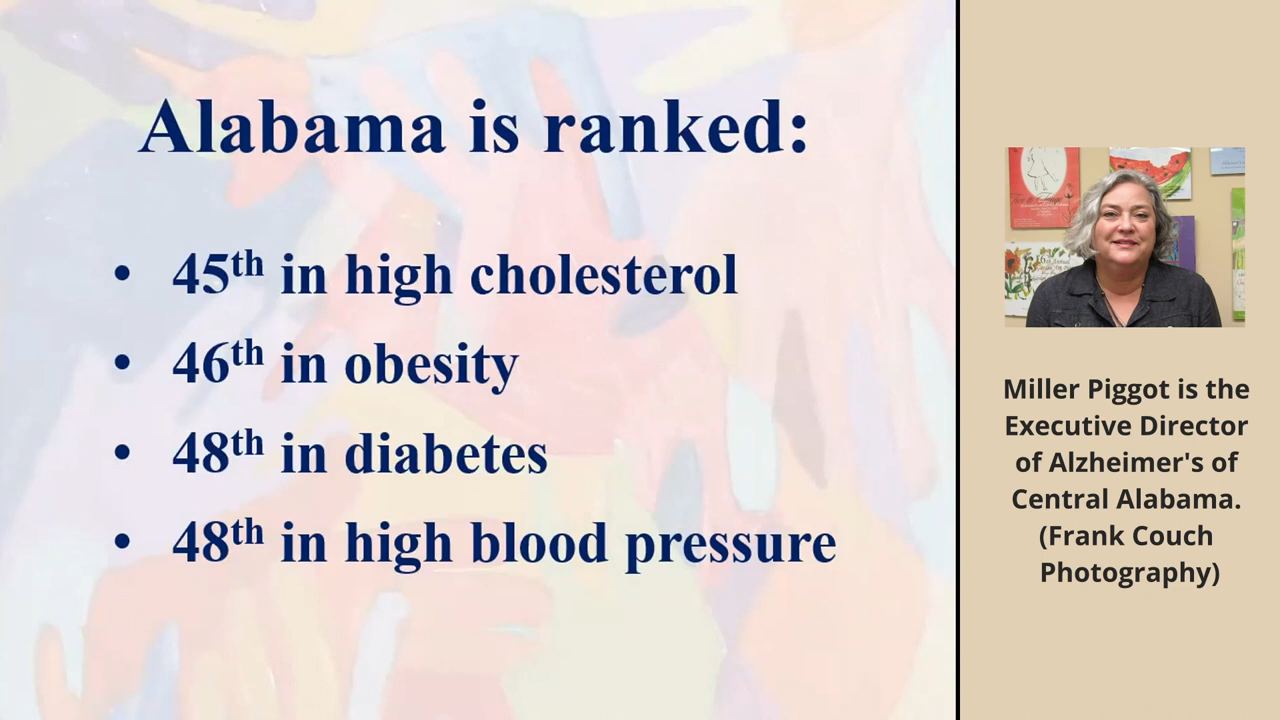 Alabama is ranked:
• 45th in high cholesterol
• 46th in obesity
• 48th in diabetes
• 48th in high blood pressure
Miller Piggot is the
Executive Director
of Alzheimer's of
Central Alabama.
(Frank Couch
Photography)